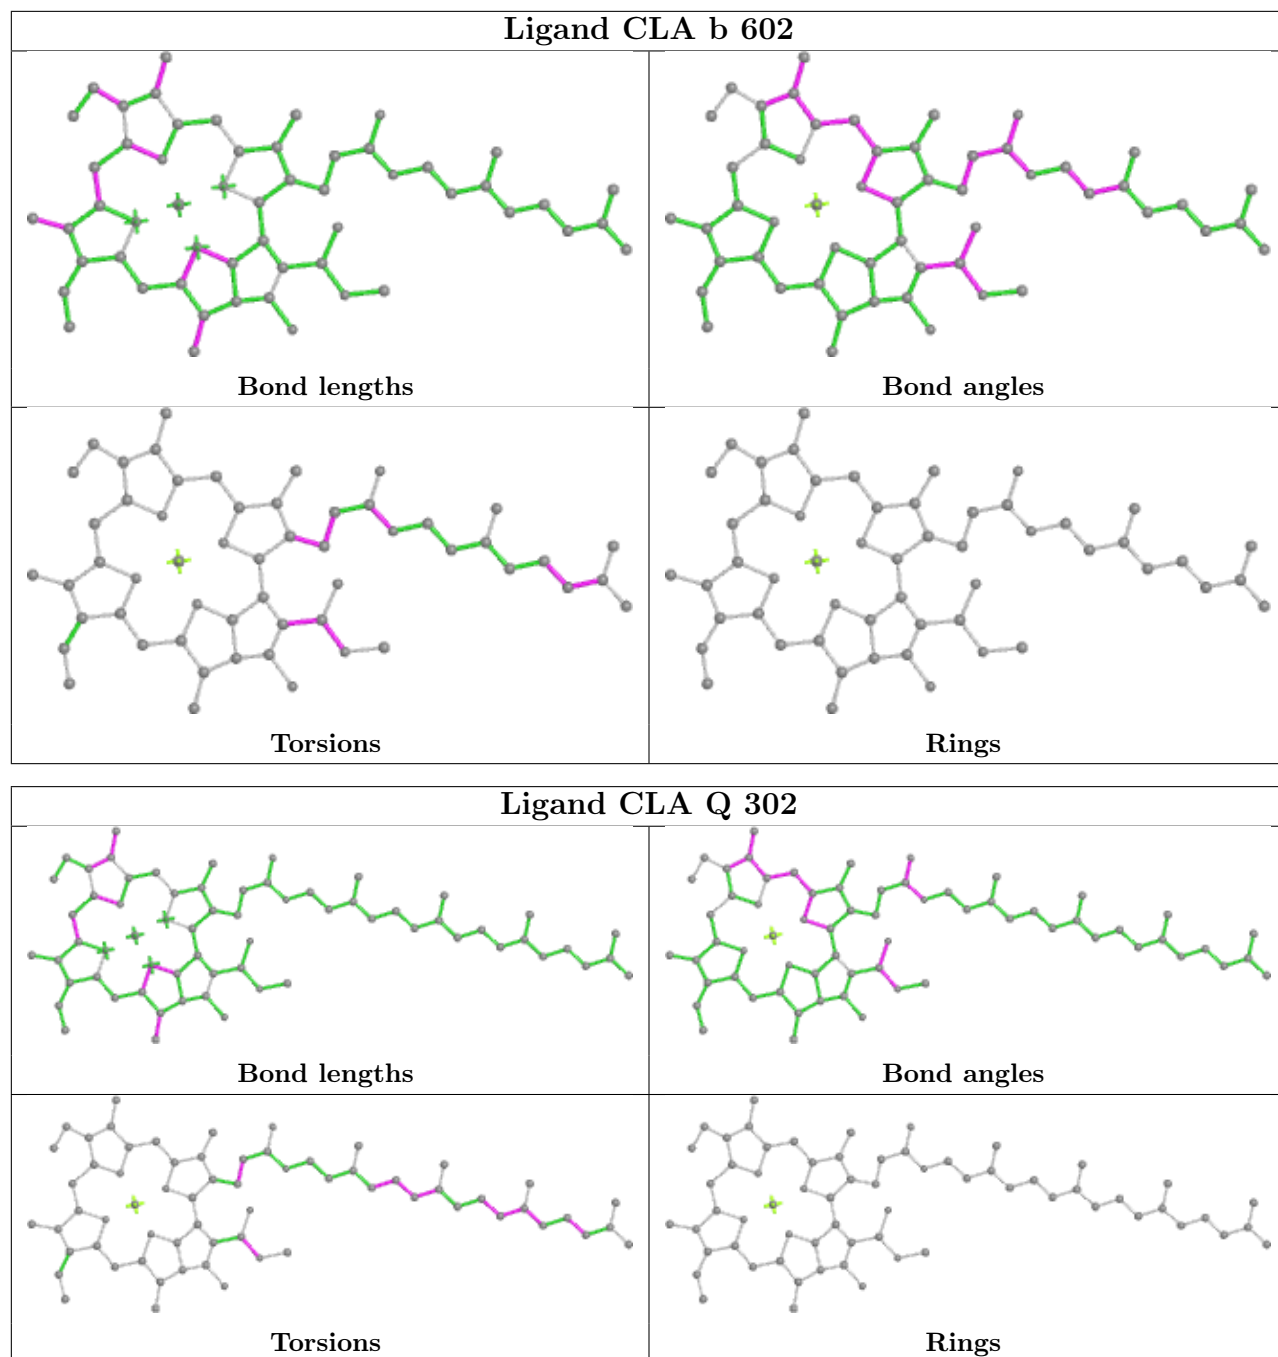 Ligand CLA b 602
Bond lengths
Bond angles
Torsions
Rings
Ligand CLA Q 302
Bond lengths
Bond angles
Torsions
Rings